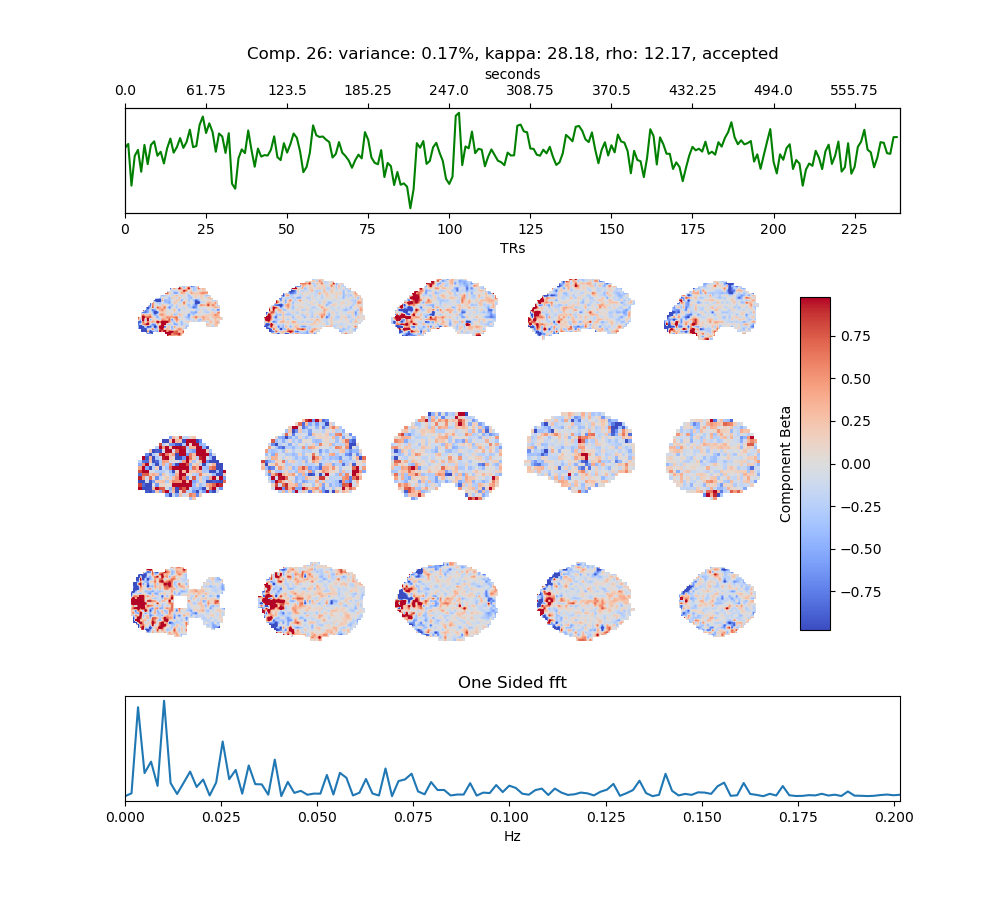 Comp. 26: variance: 0.17%, kappa: 28.18, rho: 12.17, accepted
seconds
0.0 61.75 123.5 185.25 247.0 308.75 370.5 432.25 494.0 555.75
0 25 50 75 100 125 150 175 200 225
TRs
0.75
0.50
0.25
0.00
−0.25
−0.50
−0.75
Component Beta
One Sided fft
0.000 0.025 0.050 0.075 0.100 0.125 0.150 0.175 0.200
Hz